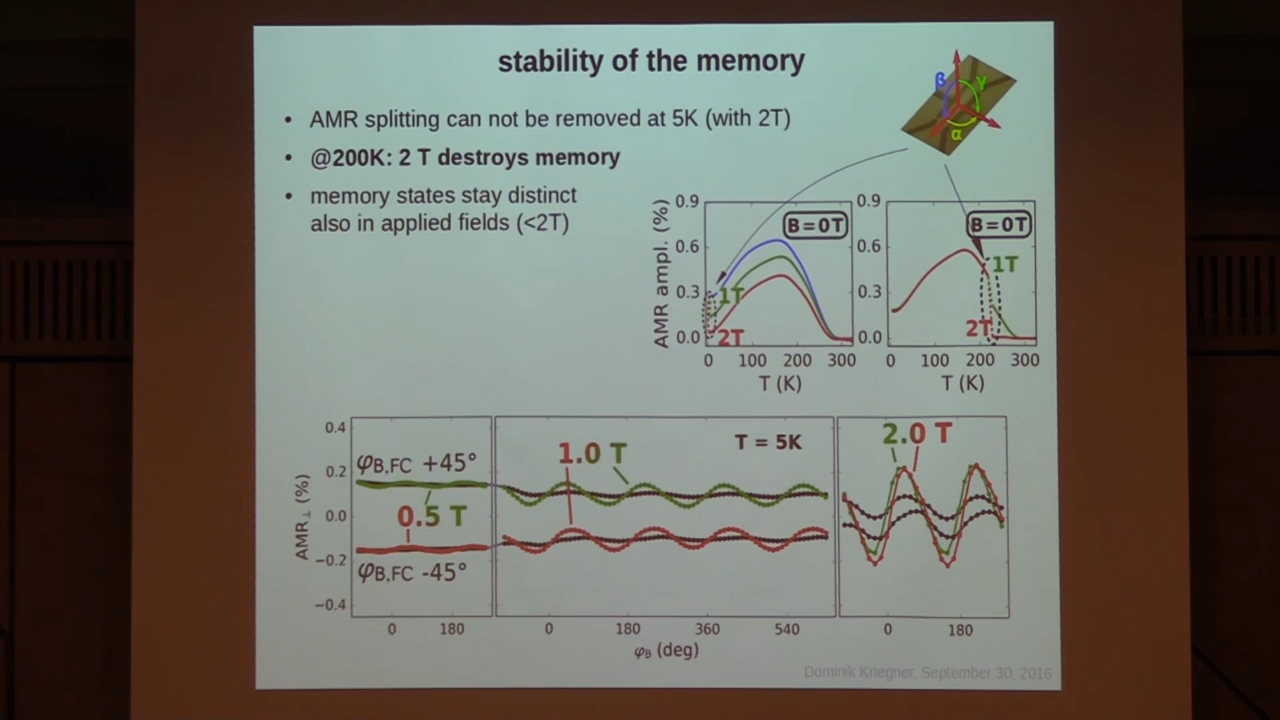 stability of the memory
• AMR splitting can not be removed at 5K (with 2T)
• @200K: 2 T destroys memory
• memory states stay distinct
also in applied fields (<2T)
β γ
α
AMR ampl. (%)
0.9
0.6
0.3
0.0
B=0T
1T
2T
0 100 200 300
T (K)
0.9
0.6
0.3
0.0
B=0T
1T
2T
0 100 200 300
T (K)
AMR⊥ (%)
0.4
0.2
0.0
−0.2
−0.4
φB,FC +45°
0.5 T
φB,FC -45°
0 180
1.0 T
T = 5K
0 180 360 540
φB (deg)
2.0 T
0 180
Dominik Kriegner, September 30, 2016